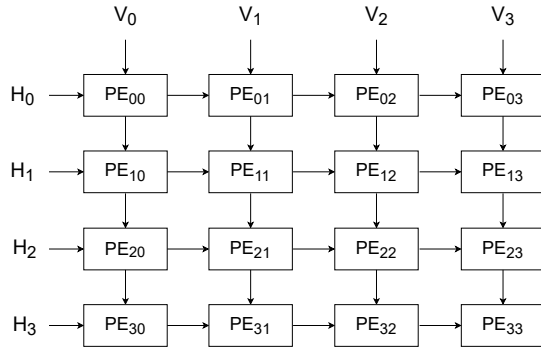 V0 V1 V2 V3
H0 PE00 PE01 PE02 PE03
H1 PE10 PE11 PE12 PE13
H2 PE20 PE21 PE22 PE23
H3 PE30 PE31 PE32 PE33